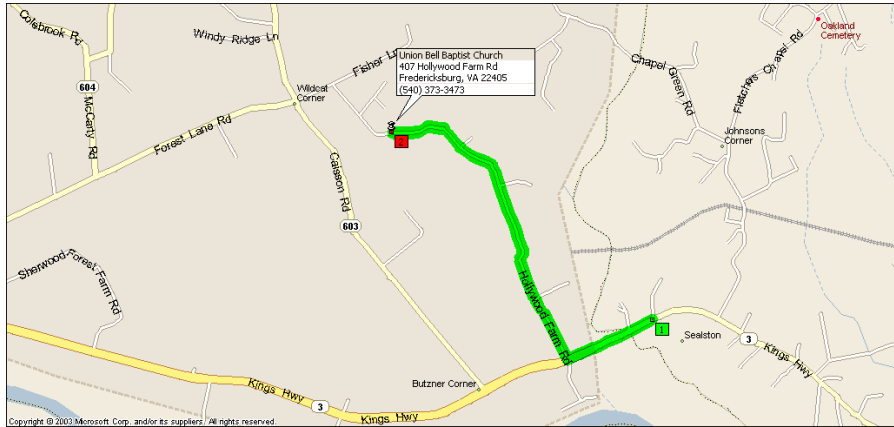 Colesbrook Rd
Windy Ridge Ln
Oakland
Cemetery
Union Bell Baptist Church
407 Hollywood Farm Rd
Fredericksburg, VA 22405
(540) 373-3473
Fisher Ln
Chapel Green Rd
Fletchers Chapel Rd
604
McCarty Rd
Wildcat
Corner
Forest Lane Rd
2
Johnsons
Corner
Caisson Rd
603
Sherwood Forest Farm Rd
Hollywood Farm Rd
1
Sealston
3
Kings Hwy
Butzner Corner
Kings Hwy
3
Kings Hwy
Copyright © 2003 Microsoft Corp. and/or its suppliers. All rights reserved.